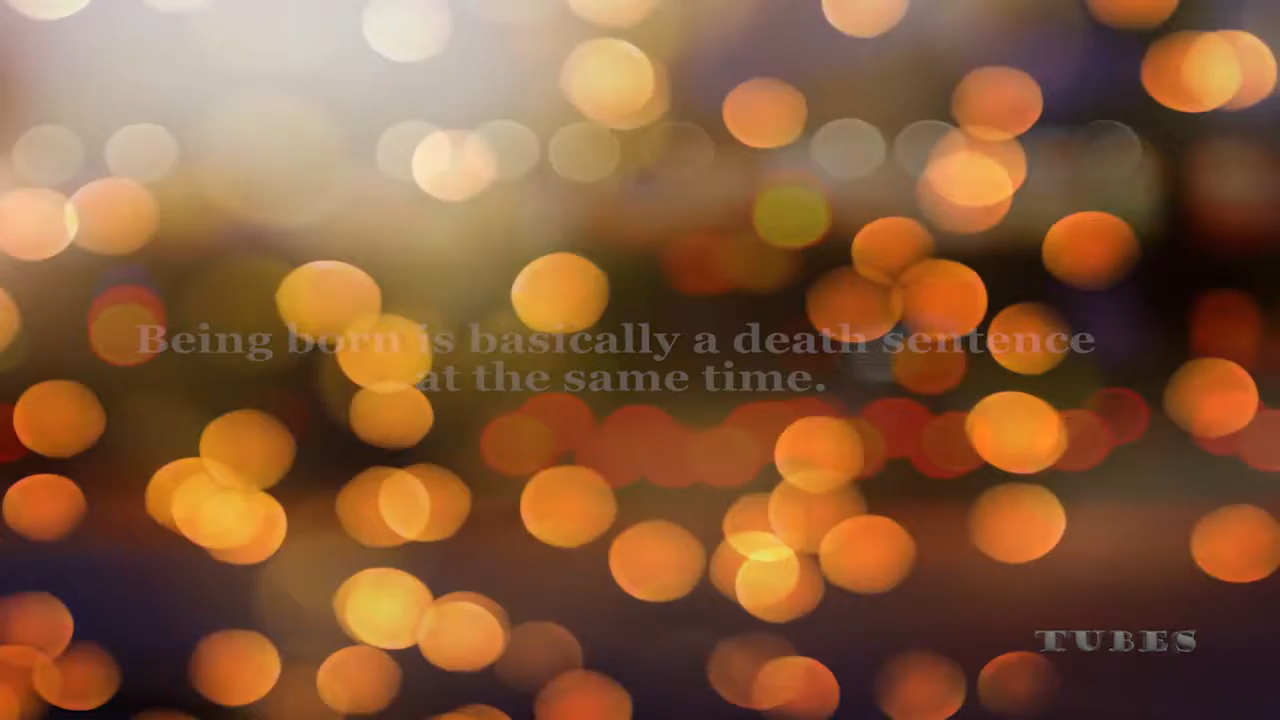 Being born is basically a death sentence
at the same time.
TUBES